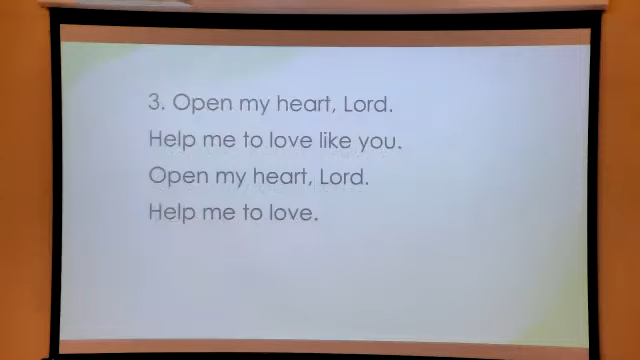 3. Open my heart, Lord.
Help me to love like you.
Open my heart, Lord.
Help me to love.